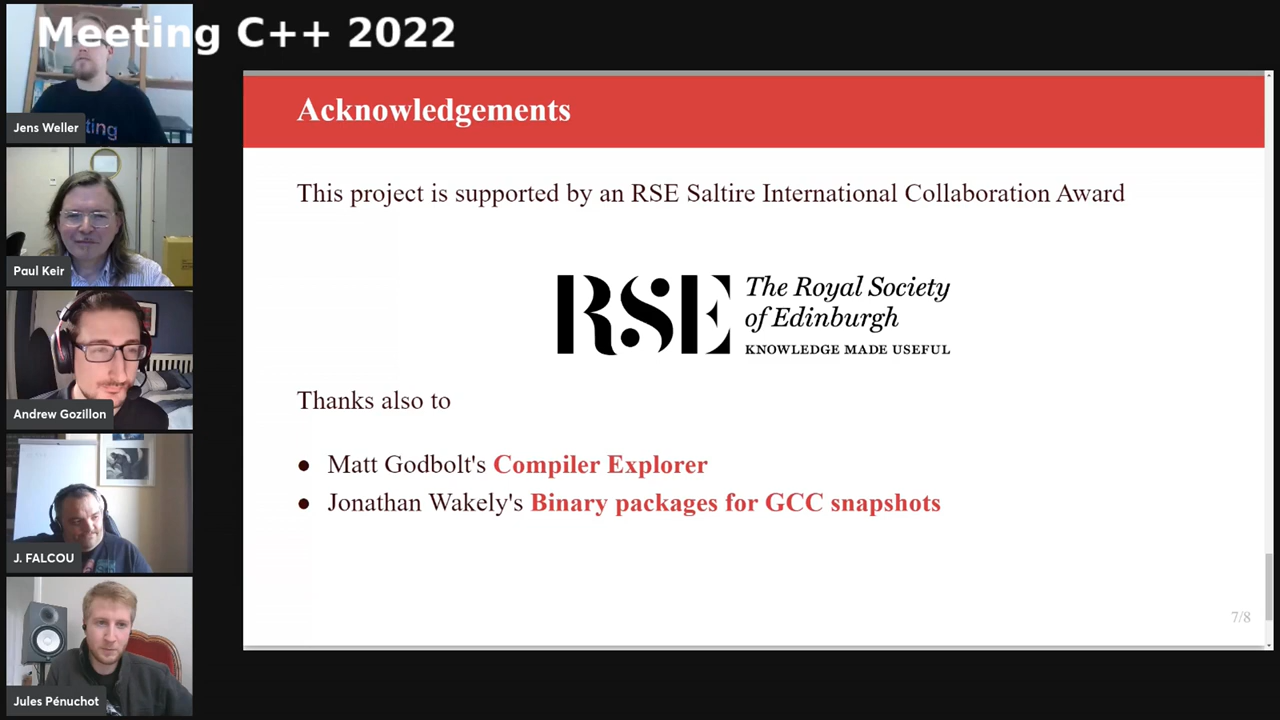 Meeting C++ 2022
Jens Weller
ting
Paul Keir
Andrew Gozillon
J. FALCOU
Jules Pénuchot
Acknowledgements
This project is supported by an RSE Saltire International Collaboration Award
RSE
The Royal Society
of Edinburgh
KNOWLEDGE MADE USEFUL
Thanks also to
● Matt Godbolt's Compiler Explorer
● Jonathan Wakely's Binary packages for GCC snapshots
7/8